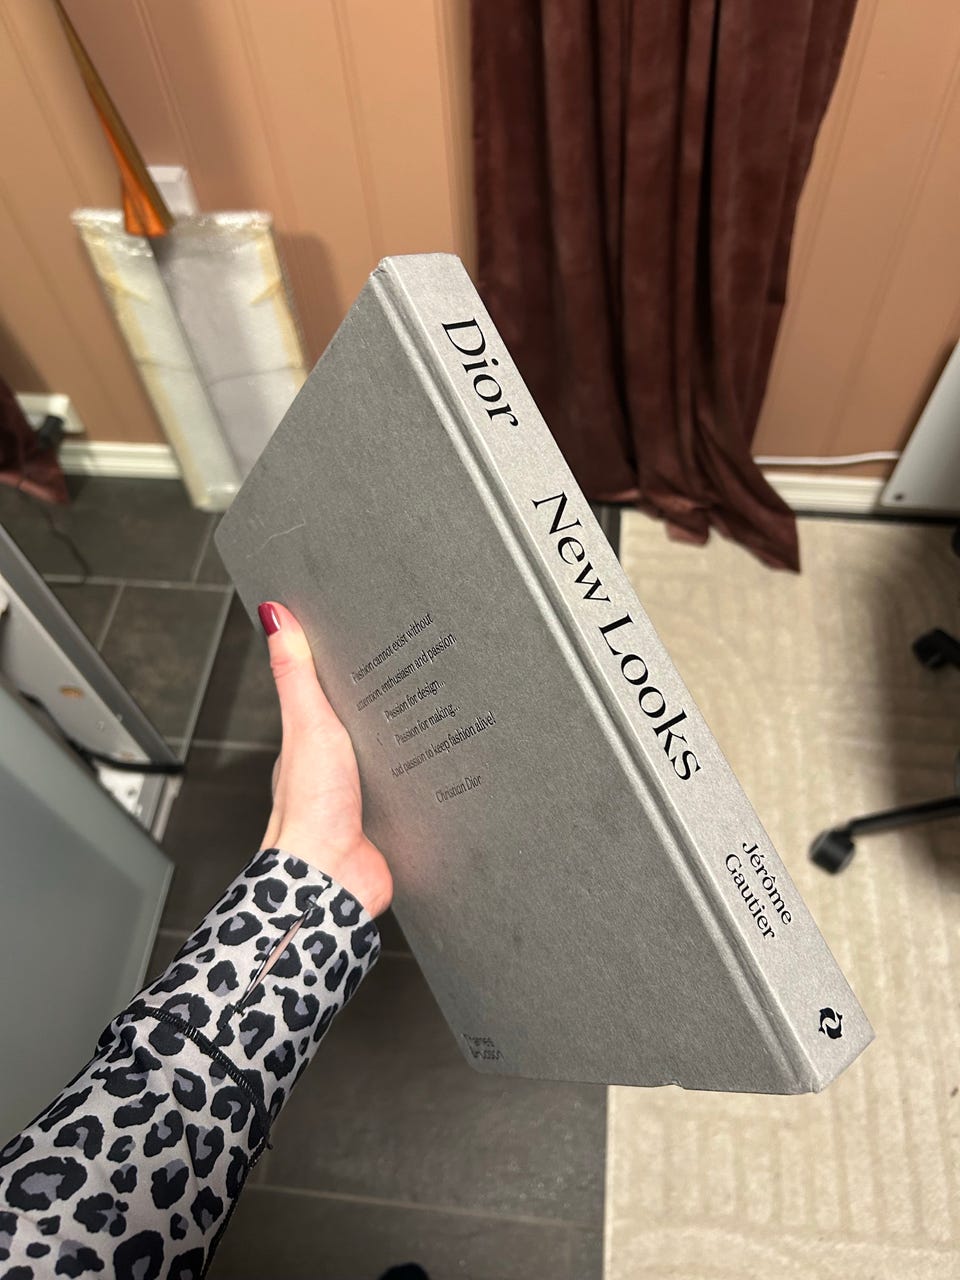 Dior New Looks
Jérôme
Gautier
Fashion cannot exist without
attention, enthusiasm and passion
Passion for design...
Passion for making...
And passion to keep fashion alive!
Christian Dior
Thames
& Hudson